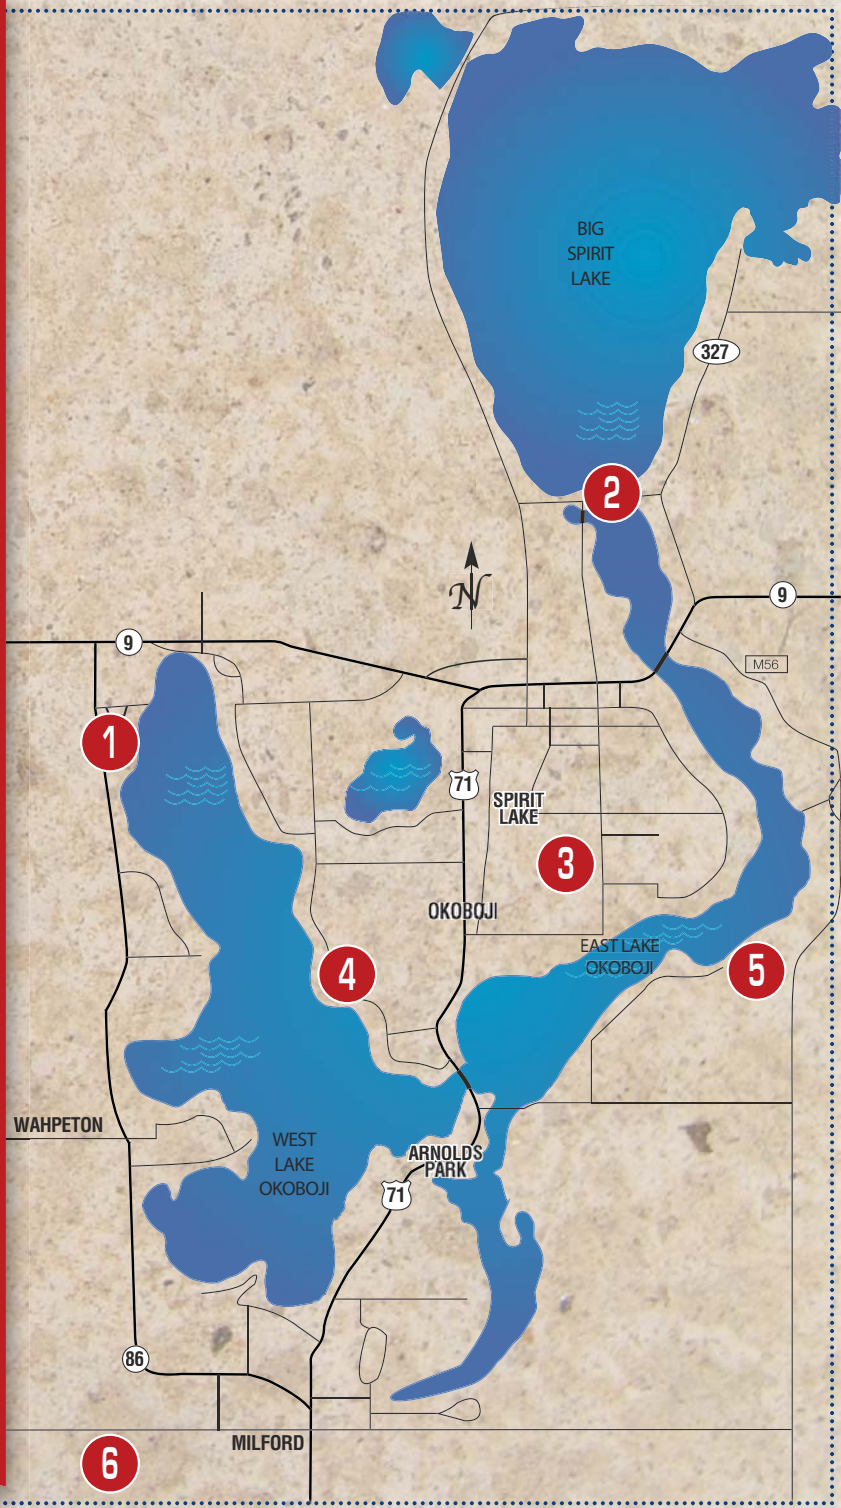 BIG
SPIRIT
LAKE
327
2
N
9
9
M56
1
71
SPIRIT
LAKE
3
OKOBOJI
EAST LAKE
OKOBOJI
4
5
WAHPETON
WEST
LAKE
OKOBOJI
ARNOLDS
PARK
71
86
MILFORD
6